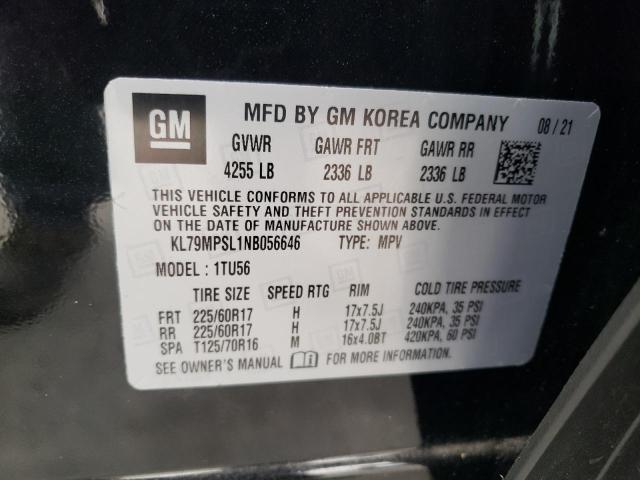 GM MFD BY GM KOREA COMPANY 08/21
GVWR GAWR FRT GAWR RR
4255 LB 2336 LB 2336 LB
THIS VEHICLE CONFORMS TO ALL APPLICABLE U.S. FEDERAL MOTOR
VEHICLE SAFETY AND THEFT PREVENTION STANDARDS IN EFFECT
ON THE DATE OF MANUFACTURE SHOWN ABOVE.
KL79MPSL1NB056646 TYPE: MPV
MODEL : 1TU56
TIRE SIZE SPEED RTG RIM COLD TIRE PRESSURE
FRT 225/60R17 H 17x7.5J 240KPA, 35 PSI
RR 225/60R17 H 17x7.5J 240KPA, 35 PSI
SPA T125/70R16 M 16x4.0BT 420KPA, 60 PSI
SEE OWNER'S MANUAL FOR MORE INFORMATION.